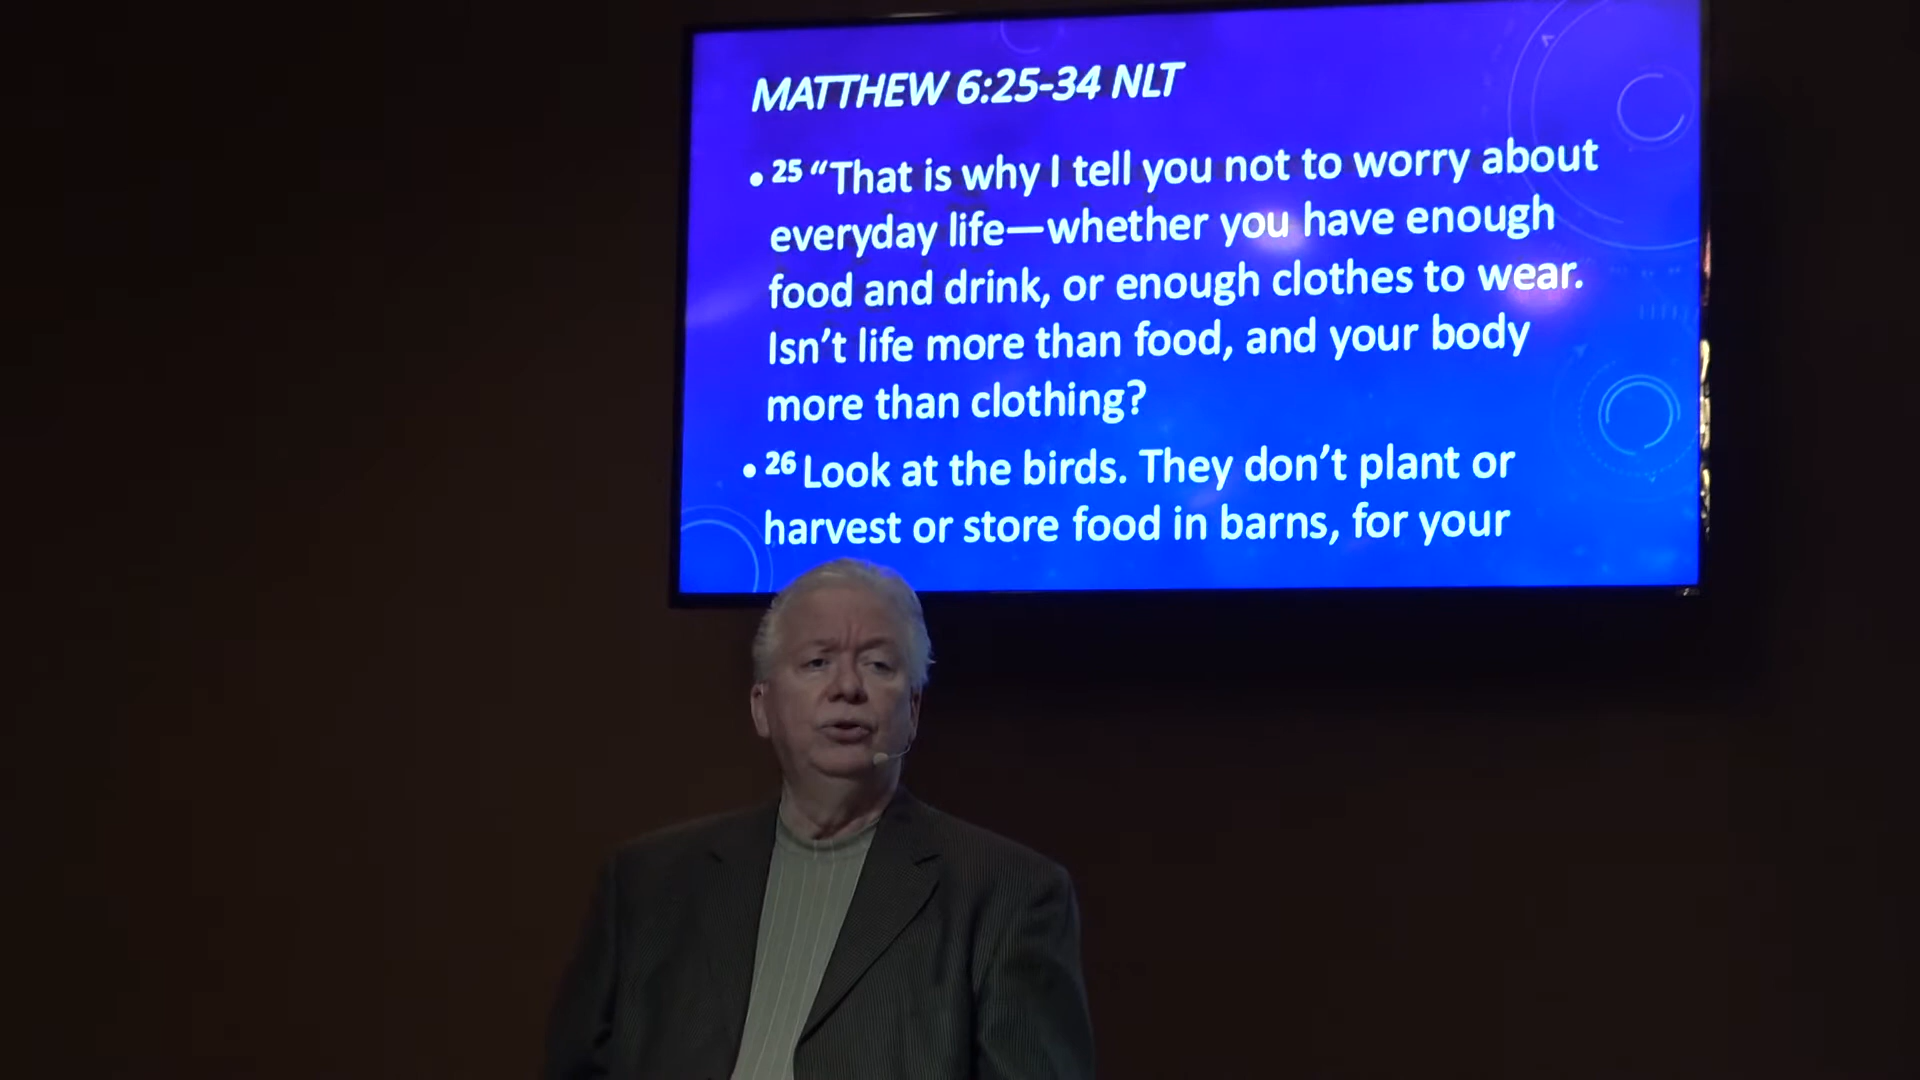 MATTHEW 6:25-34 NLT
• 25 “That is why I tell you not to worry about
everyday life—whether you have enough
food and drink, or enough clothes to wear.
Isn’t life more than food, and your body
more than clothing?
• 26 Look at the birds. They don’t plant or
harvest or store food in barns, for your